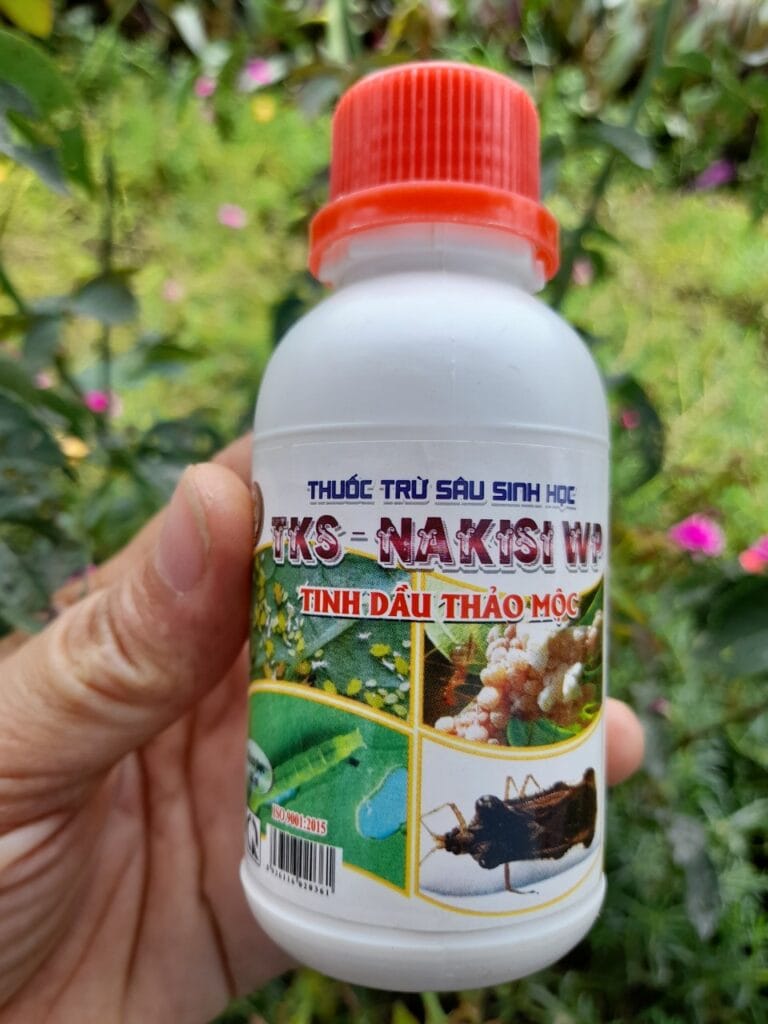 THUỐC TRỪ SÂU SINH HỌC
TKS - NAKISI WP
TINH DẦU THẢO MỘC
ISO 9001:2015